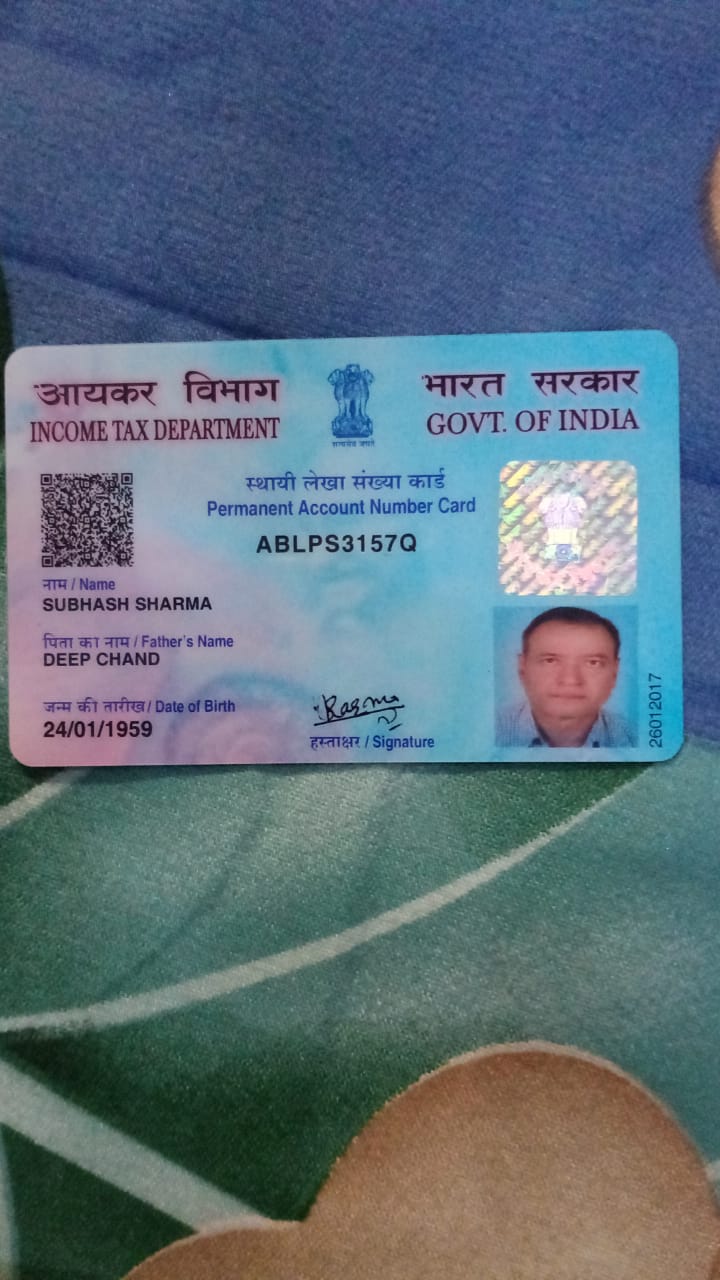 आयकर विभाग
INCOME TAX DEPARTMENT
सत्यमेव जयते
भारत सरकार
GOVT. OF INDIA
स्थायी लेखा संख्या कार्ड
Permanent Account Number Card
ABLPS3157Q
नाम / Name
SUBHASH SHARMA
पिता का नाम / Father's Name
DEEP CHAND
जन्म की तारीख / Date of Birth
24/01/1959
हस्ताक्षर / Signature
26012017